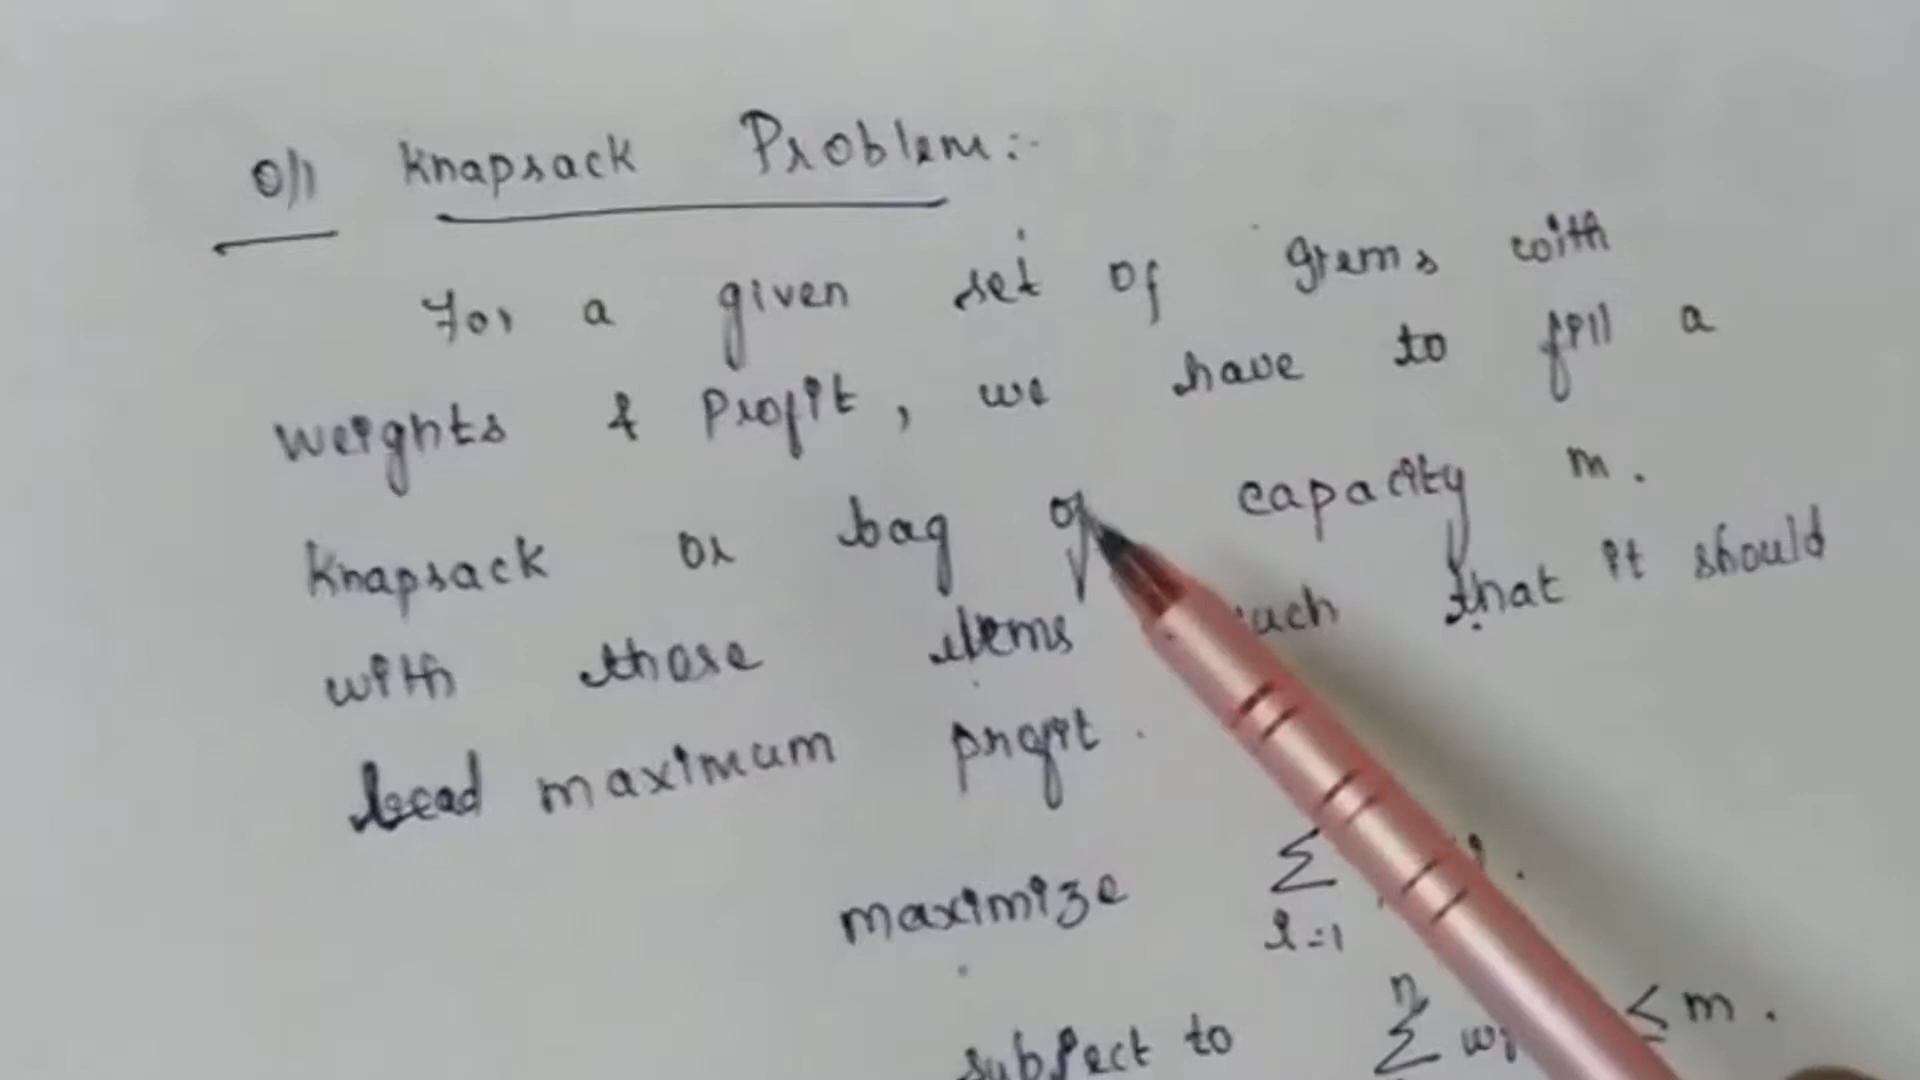 0/1 Knapsack Problem:-
For a given set of items with
weights & Profit, we have to fill a
Knapsack or bag of capacity m.
with those items such that it should
lead maximum profit.
maximize ∑
i=1
subject to n ∑ wi ≤ m.